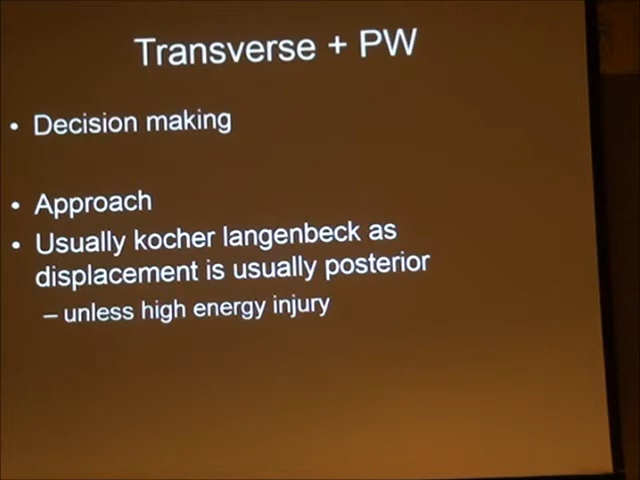 Transverse + PW
• Decision making
• Approach
• Usually kocher langenbeck as
displacement is usually posterior
– unless high energy injury